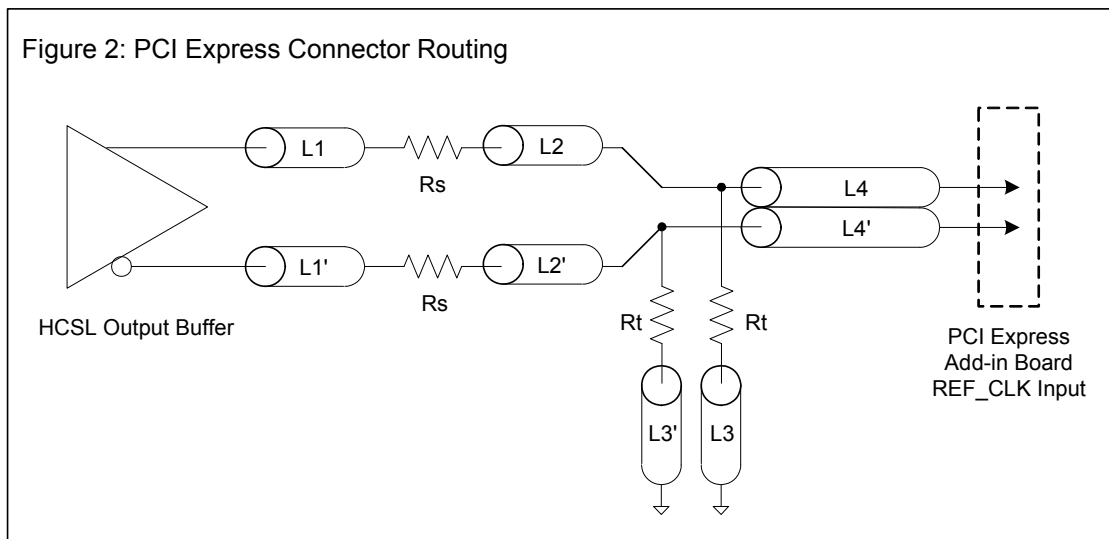 Figure 2: PCI Express Connector Routing
L1
Rs
L2
L4
L4'
L1'
Rs
L2'
HCSL Output Buffer
Rt
Rt
L3'
L3
PCI Express
Add-in Board
REF_CLK Input